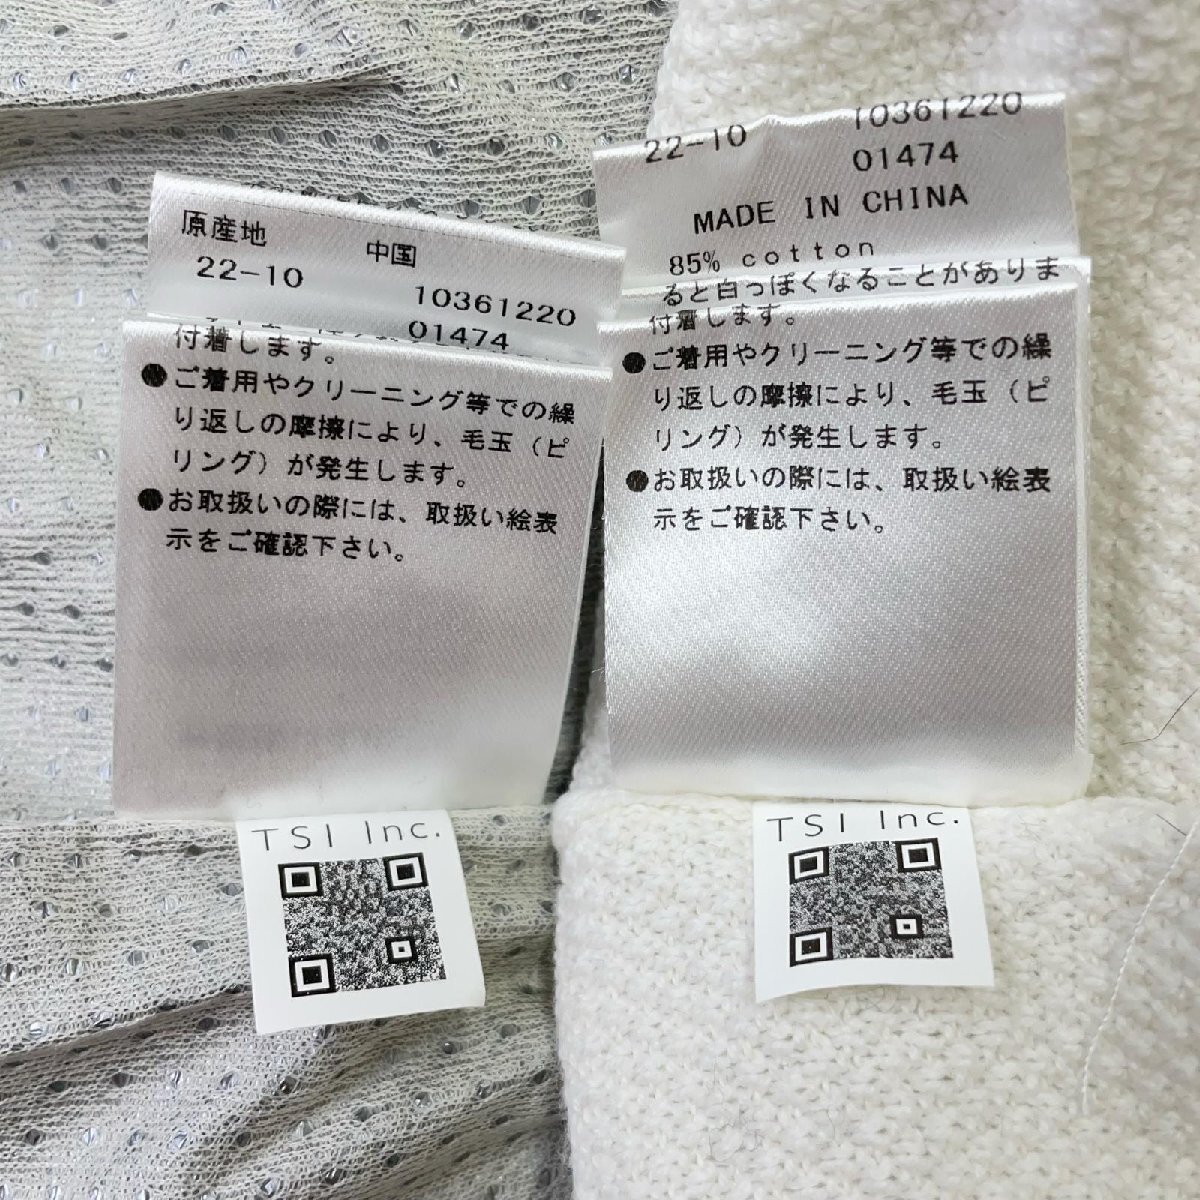 原産地 中国
22-10 10361220
01474
付着します。
●ご着用やクリーニング等での繰
り返しの摩擦により、毛玉（ピ
リング）が発生します。
●お取扱いの際には、取扱い絵表
示をご確認下さい。
TSI Inc.
22-10 10361220
01474
MADE IN CHINA
85% cotton
ると白っぽくなることがありま
付着します。
●ご着用やクリーニング等での繰
り返しの摩擦により、毛玉（ピ
リング）が発生します。
●お取扱いの際には、取扱い絵表
示をご確認下さい。
TSI Inc.